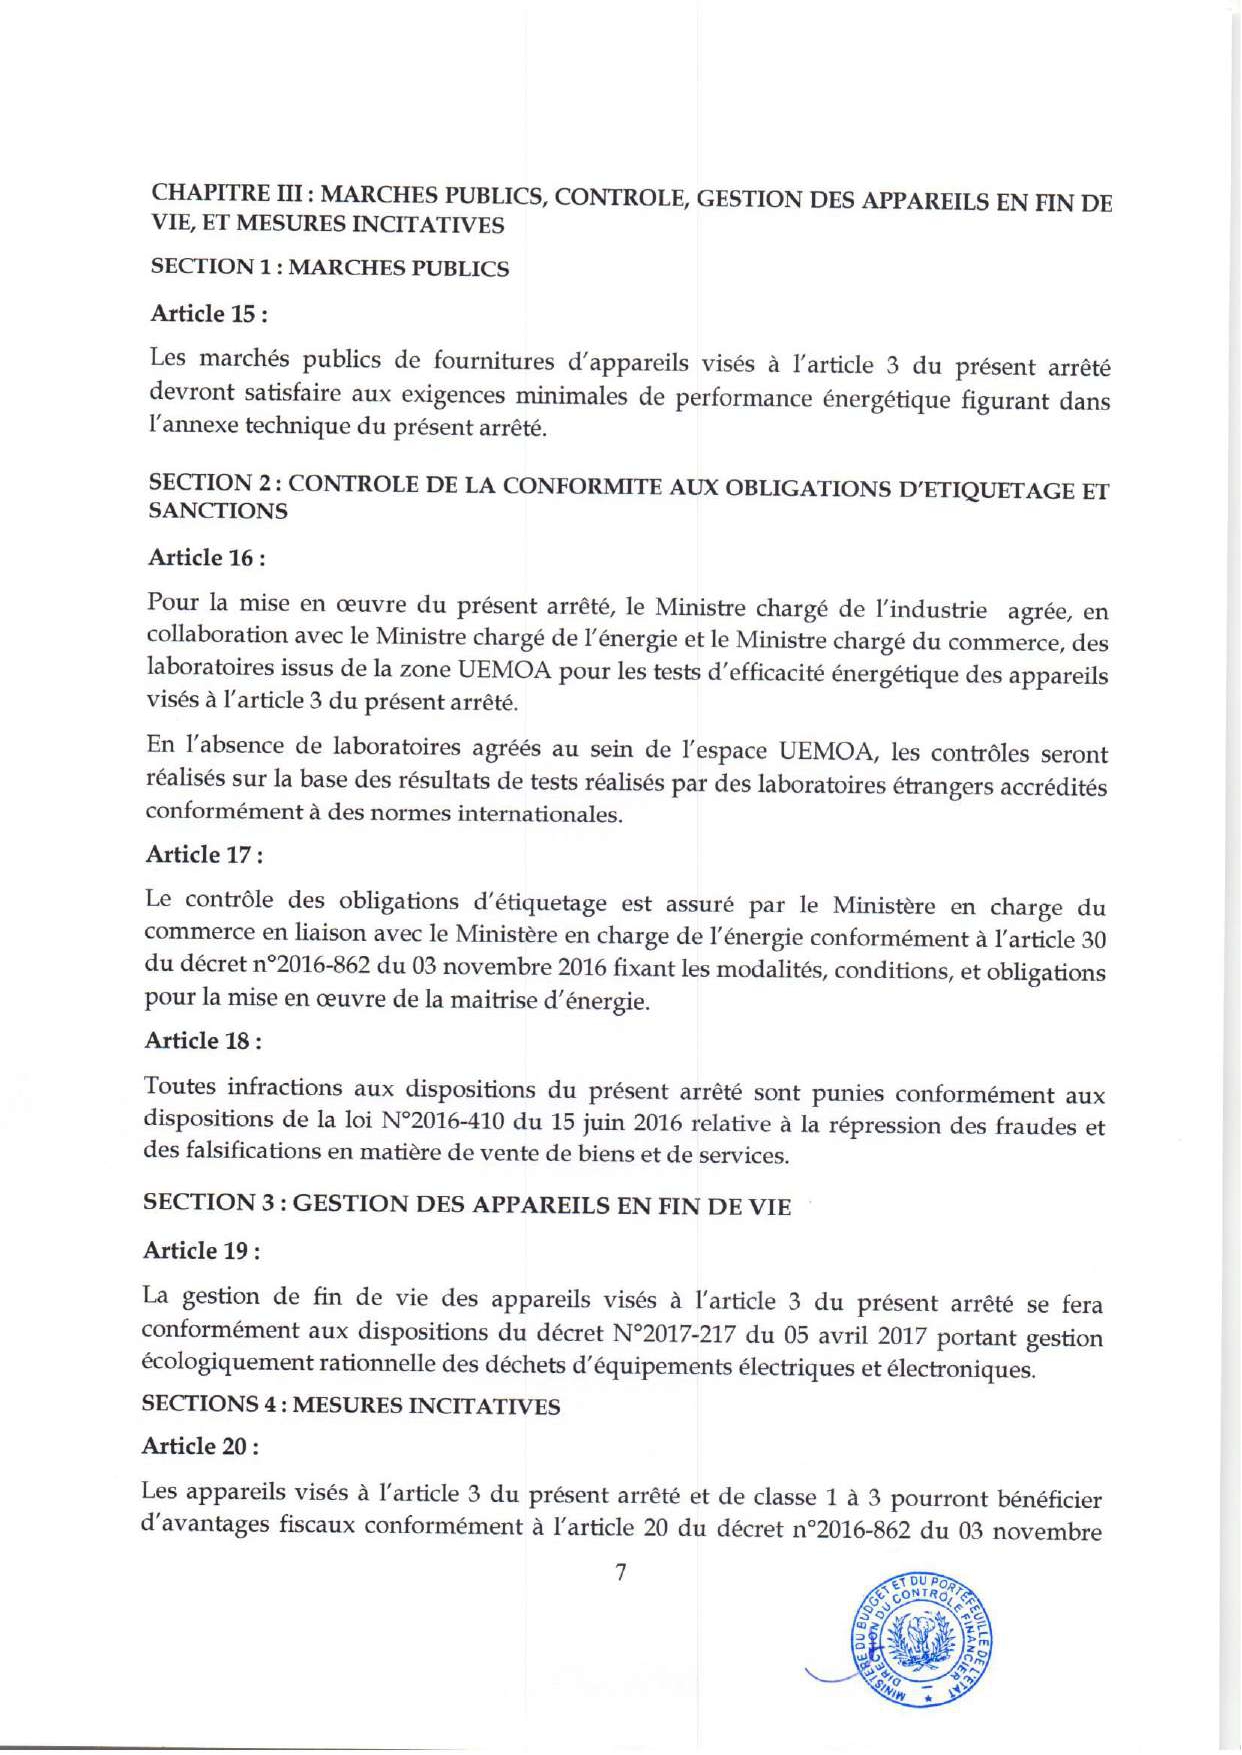 CHAPITRE III : MARCHES PUBLICS, CONTROLE, GESTION DES APPAREILS EN FIN DE
VIE, ET MESURES INCITATIVES
SECTION 1 : MARCHES PUBLICS
Article 15 :
Les marchés publics de fournitures d'appareils visés à l'article 3 du présent arrêté
devront satisfaire aux exigences minimales de performance énergétique figurant dans
l'annexe technique du présent arrêté.
SECTION 2 : CONTROLE DE LA CONFORMITE AUX OBLIGATIONS D'ETIQUETAGE ET
SANCTIONS
Article 16 :
Pour la mise en œuvre du présent arrêté, le Ministre chargé de l'industrie agrée, en
collaboration avec le Ministre chargé de l'énergie et le Ministre chargé du commerce, des
laboratoires issus de la zone UEMOA pour les tests d'efficacité énergétique des appareils
visés à l'article 3 du présent arrêté.
En l'absence de laboratoires agréés au sein de l'espace UEMOA, les contrôles seront
réalisés sur la base des résultats de tests réalisés par des laboratoires étrangers accrédités
conformément à des normes internationales.
Article 17 :
Le contrôle des obligations d'étiquetage est assuré par le Ministère en charge du
commerce en liaison avec le Ministère en charge de l'énergie conformément à l'article 30
du décret n°2016-862 du 03 novembre 2016 fixant les modalités, conditions, et obligations
pour la mise en œuvre de la maitrise d'énergie.
Article 18 :
Toutes infractions aux dispositions du présent arrêté sont punies conformément aux
dispositions de la loi N°2016-410 du 15 juin 2016 relative à la répression des fraudes et
des falsifications en matière de vente de biens et de services.
SECTION 3 : GESTION DES APPAREILS EN FIN DE VIE
Article 19 :
La gestion de fin de vie des appareils visés à l'article 3 du présent arrêté se fera
conformément aux dispositions du décret N°2017-217 du 05 avril 2017 portant gestion
écologiquement rationnelle des déchets d'équipements électriques et électroniques.
SECTIONS 4 : MESURES INCITATIVES
Article 20 :
Les appareils visés à l'article 3 du présent arrêté et de classe 1 à 3 pourront bénéficier
d'avantages fiscaux conformément à l'article 20 du décret n°2016-862 du 03 novembre
7
MINISTERE DU BUDGET ET DU PORTEFEUILLE DE L'ETAT
DIRECTION DU CONTRÔLE FINANCIER